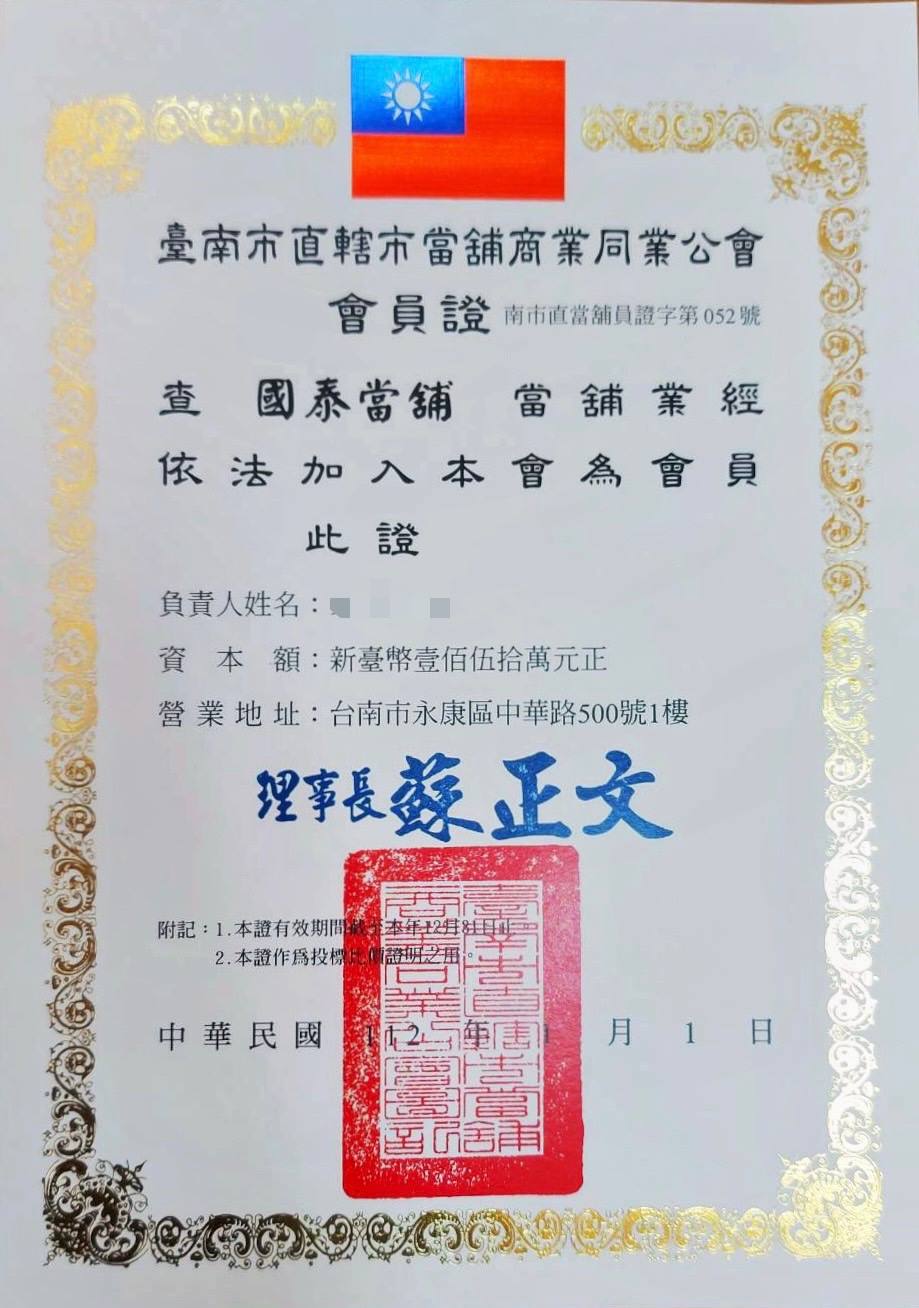 臺南市直轄市當舖商業同業公會
會員證 南市直當舖員證字第052號
查 國泰當舖 當舖業經
依法加入本會為會員
此證
負責人姓名：
資本額：新臺幣壹佰伍拾萬元正
營業地址：台南市永康區中華路500號1樓
理事長蘇正文
附記：1.本證有效期間截至本年12月31日止
2.本證作為投標比價證明之用。
中華民國 112 年 1 月 1 日